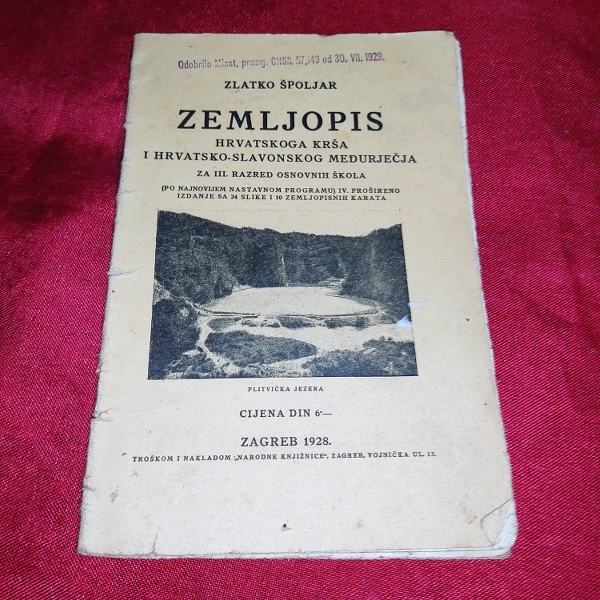 Odobrilo Minist. prosvj. ONBR. 57,143 od 30. VII. 1929.
ZLATKO ŠPOLJAR
ZEMLJOPIS
HRVATSKOGA KRŠA
I HRVATSKO-SLAVONSKOG MEĐURJEČJA
ZA III. RAZRED OSNOVNIH ŠKOLA
(PO NAJNOVIJEM NASTAVNOM PROGRAMU) IV. PROŠIRENO
IZDANJE SA 24 SLIKE I 10 ZEMLJOPISNIH KARATA
PLITVIČKA JEZERA
CIJENA DIN 6·—
ZAGREB 1928.
TROŠKOM I NAKLADOM „NARODNE KNJIŽNICE", ZAGREB, VOJNIČKA UL. 13.